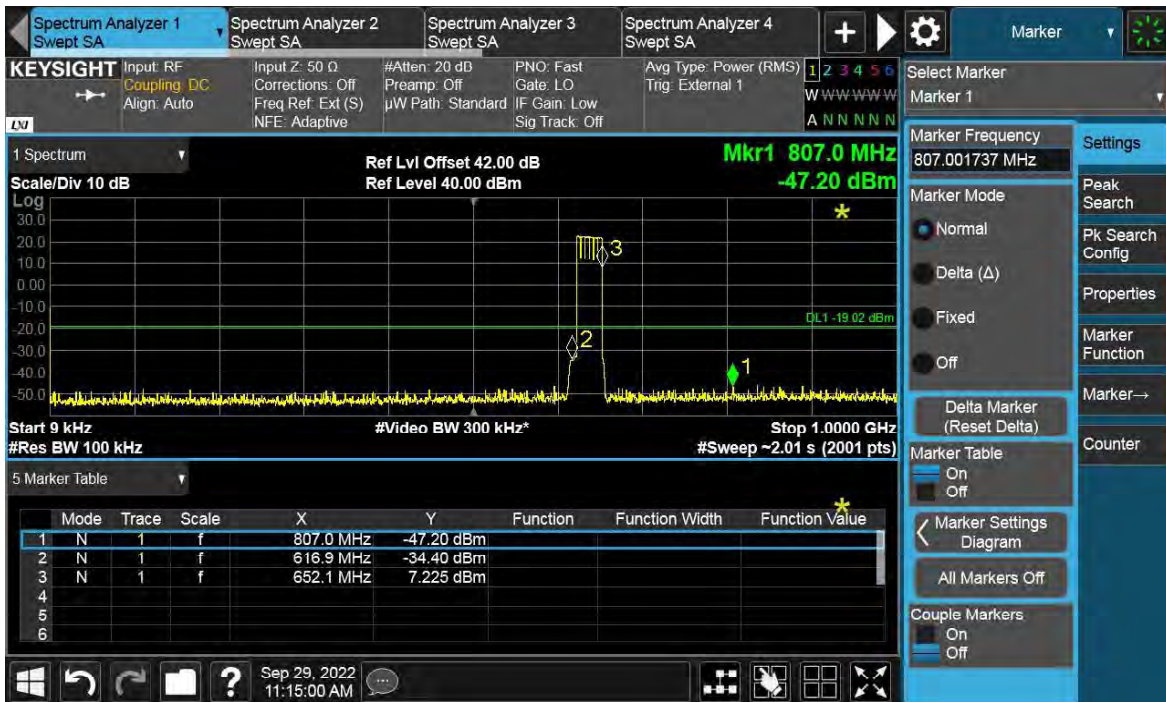 Spectrum Analyzer 1
Swept SA
Spectrum Analyzer 2
Swept SA
Spectrum Analyzer 3
Swept SA
Spectrum Analyzer 4
Swept SA
+
Marker
KEYSIGHT
LXI
Input: RF
Coupling: DC
Align: Auto
Input Z: 50 Ω
Corrections: Off
Freq Ref: Ext (S)
NFE: Adaptive
#Atten: 20 dB
Preamp: Off
µW Path: Standard
PNO: Fast
Gate: LO
IF Gain: Low
Sig Track: Off
Avg Type: Power (RMS)
Trig: External 1
1 2 3 4 5 6
W W W W W W
A N N N N N
Select Marker
Marker 1
1 Spectrum
Scale/Div 10 dB
Ref Lvl Offset 42.00 dB
Ref Level 40.00 dBm
Mkr1 807.0 MHz
-47.20 dBm
Log
30.0
20.0
10.0
0.00
-10.0
-20.0
-30.0
-40.0
-50.0
*
3
DL1 -19.02 dBm
2
1
Start 9 kHz
#Res BW 100 kHz
#Video BW 300 kHz*
Stop 1.0000 GHz
#Sweep ~2.01 s (2001 pts)
5 Marker Table
*
Mode Trace Scale X Y Function Function Width Function Value
1 N 1 f 807.0 MHz -47.20 dBm
2 N 1 f 616.9 MHz -34.40 dBm
3 N 1 f 652.1 MHz 7.225 dBm
4
5
6
Marker Frequency
807.001737 MHz
Marker Mode
Normal
Delta (Δ)
Fixed
Off
Delta Marker
(Reset Delta)
Marker Table
On
Off
Marker Settings
Diagram
All Markers Off
Couple Markers
On
Off
Settings
Peak
Search
Pk Search
Config
Properties
Marker
Function
Marker→
Counter
?
Sep 29, 2022
11:15:00 AM